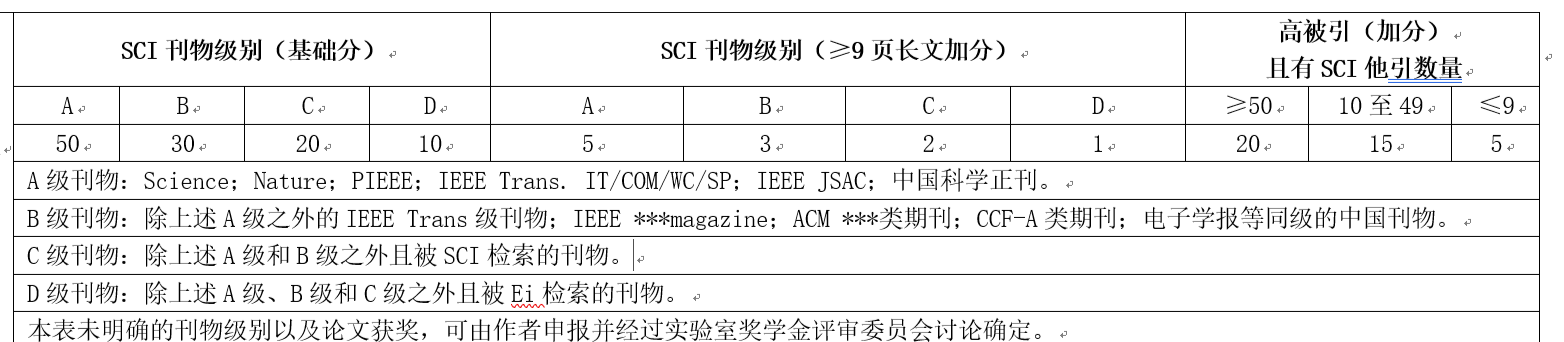 SCI 刊物级别（基础分） SCI 刊物级别（≥9 页长文加分） 高被引（加分）
且有 SCI 他引数量
A B C D A B C D ≥50 10 至 49 ≤9
50 30 20 10 5 3 2 1 20 15 5
A 级刊物：Science；Nature；PIEEE；IEEE Trans. IT/COM/WC/SP；IEEE JSAC；中国科学正刊。
B 级刊物：除上述 A 级之外的 IEEE Trans 级刊物；IEEE ***magazine；ACM ***类期刊；CCF-A 类期刊；电子学报等同级的中国刊物。
C 级刊物：除上述 A 级和 B 级之外且被 SCI 检索的刊物。
D 级刊物：除上述 A 级、B 级和 C 级之外且被 Ei 检索的刊物。
本表未明确的刊物级别以及论文获奖，可由作者申报并经过实验室奖学金评审委员会讨论确定。